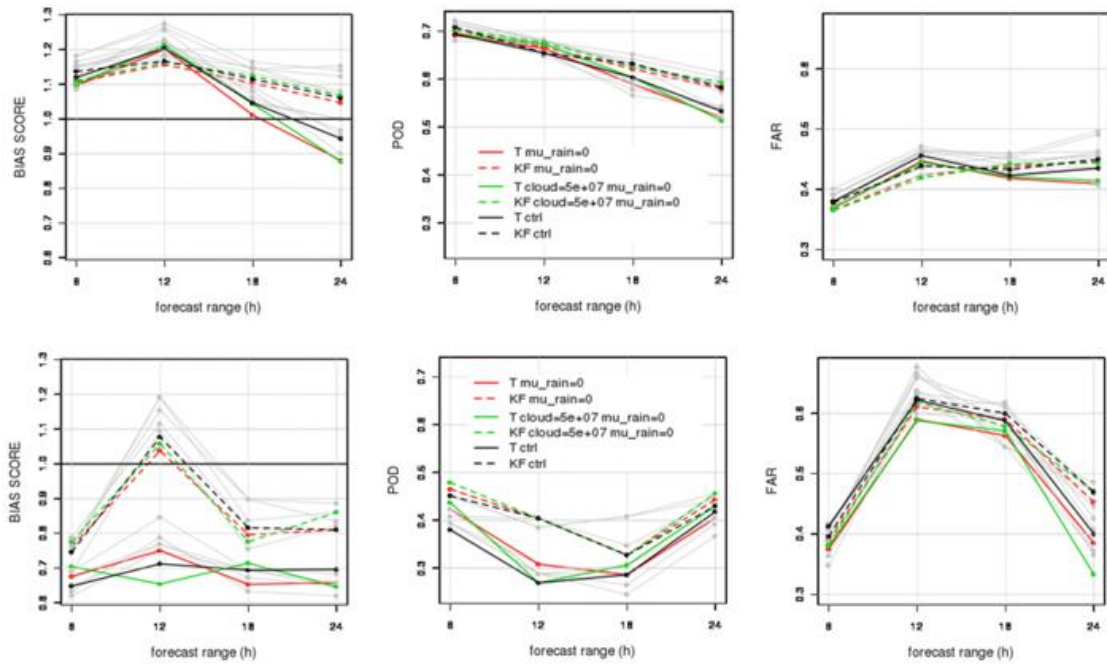 BIAS SCORE
1.3
1.2
1.1
1.0
0.9
0.8
0.7
0.6
6 12 18 24
forecast range (h)
POD
0.7
0.6
0.5
0.4
0.3
T mu_rain=0
KF mu_rain=0
T cloud=5e+07 mu_rain=0
KF cloud=5e+07 mu_rain=0
T ctrl
KF ctrl
6 12 18 24
forecast range (h)
FAR
0.6
0.5
0.4
0.3
6 12 18 24
forecast range (h)
BIAS SCORE
1.3
1.2
1.1
1.0
0.9
0.8
0.7
0.6
6 12 18 24
forecast range (h)
POD
0.7
0.6
0.5
0.4
0.3
T mu_rain=0
KF mu_rain=0
T cloud=5e+07 mu_rain=0
KF cloud=5e+07 mu_rain=0
T ctrl
KF ctrl
6 12 18 24
forecast range (h)
FAR
0.6
0.5
0.4
0.3
6 12 18 24
forecast range (h)